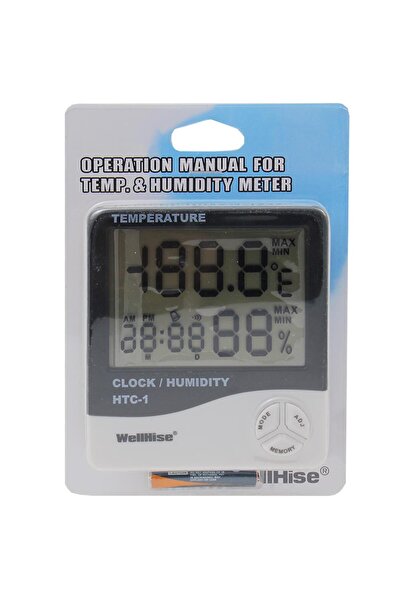 OPERATION MANUAL FOR
TEMP. & HUMIDITY METER
TEMPERATURE
-188.8 °C
MAX
MIN
AM PM
88:88
M D
88 %
MAX
MIN
CLOCK / HUMIDITY
HTC-1
MODE
ADJ
MEMORY
WellHise®
llHise®